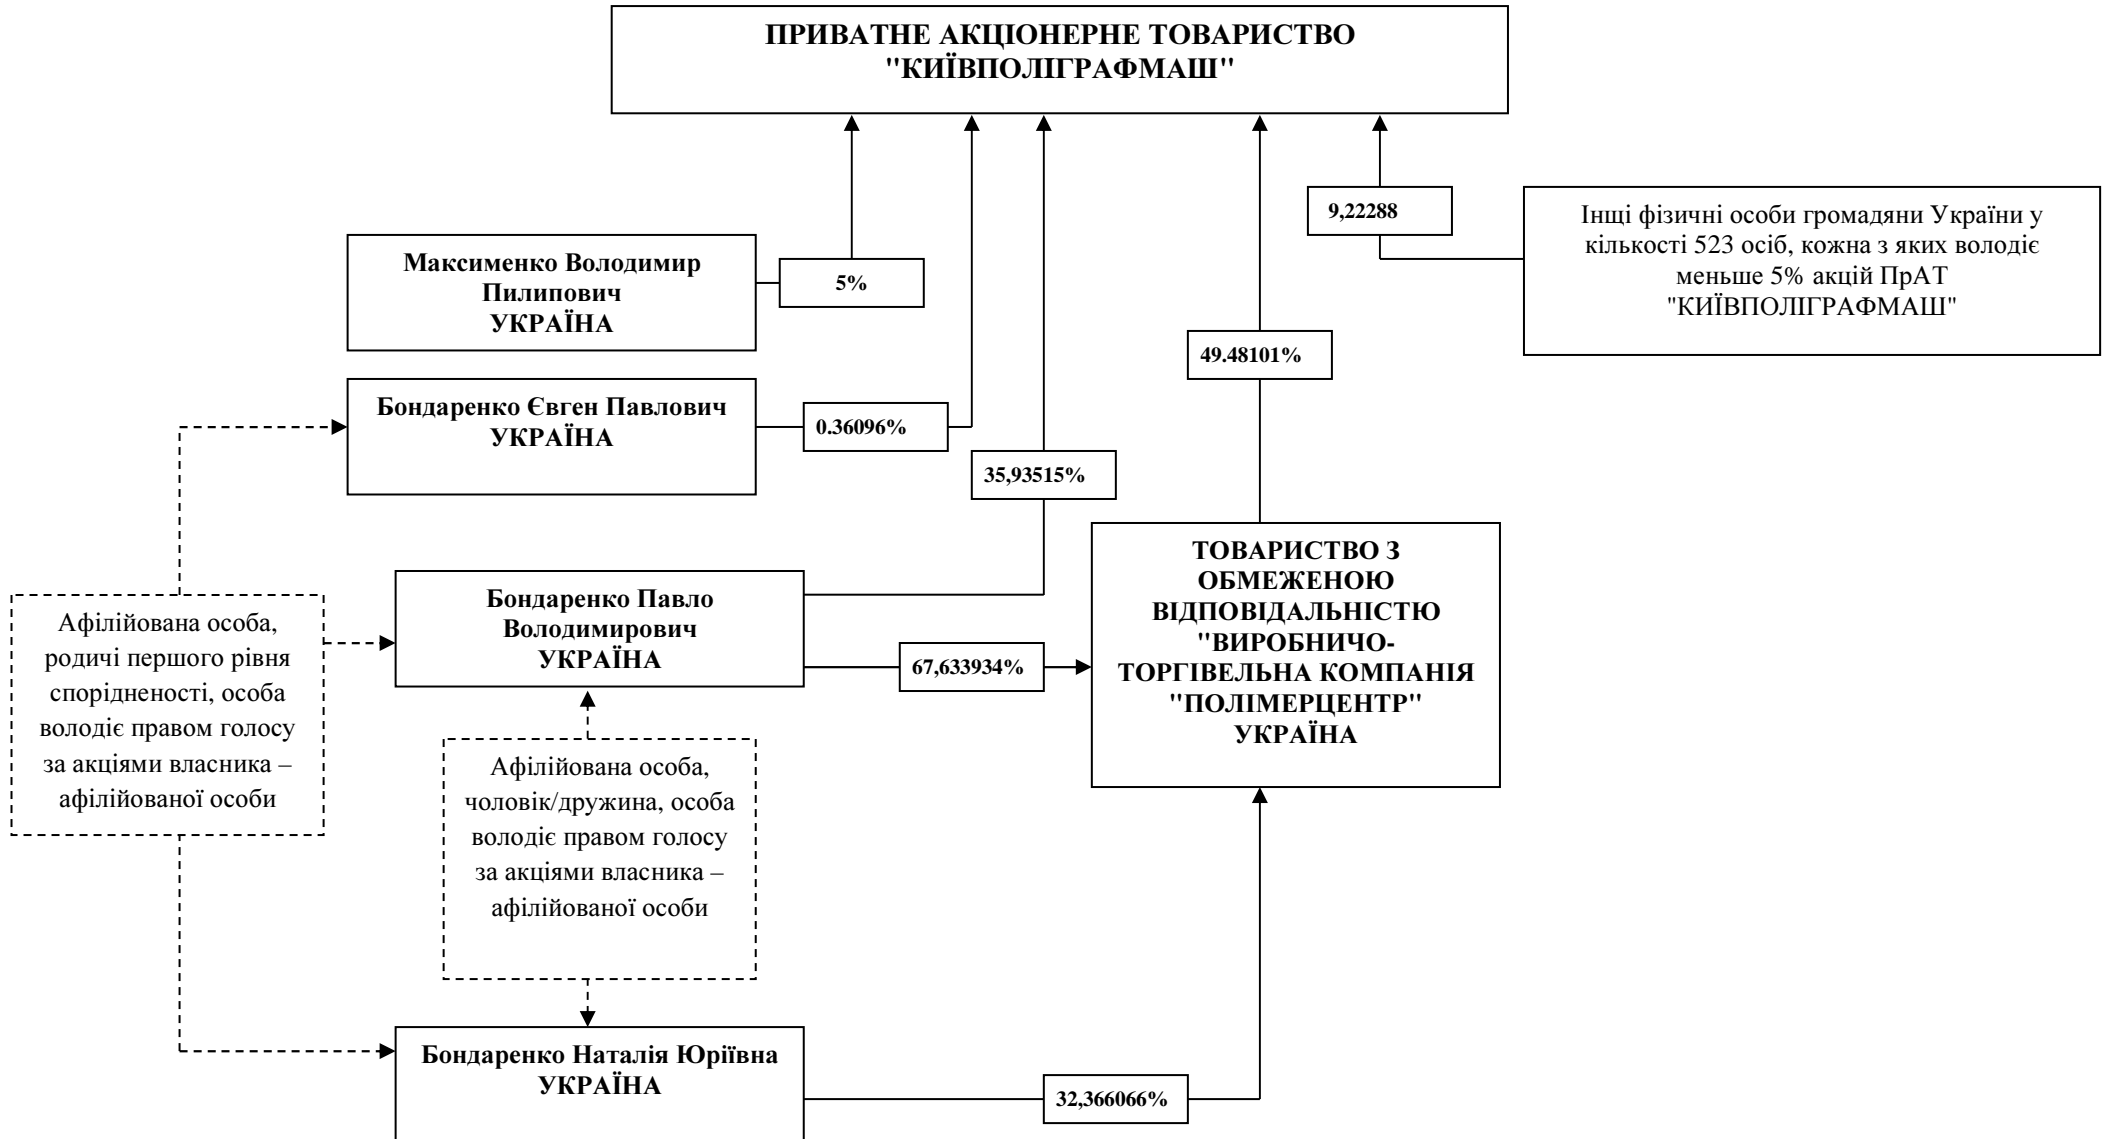 ПРИВАТНЕ АКЦІОНЕРНЕ ТОВАРИСТВО
"КИЇВПОЛІГРАФМАШ"
9,22288
Інщі фізичні особи громадяни України у
кількості 523 осіб, кожна з яких володіє
меньше 5% акцій ПрАТ
"КИЇВПОЛІГРАФМАШ"
Максименко Володимир
Пилипович
УКРАЇНА
5%
49.48101%
Бондаренко Євген Павлович
УКРАЇНА
0.36096%
35,93515%
ТОВАРИСТВО З
ОБМЕЖЕНОЮ
ВІДПОВІДАЛЬНІСТЮ
"ВИРОБНИЧО-
ТОРГІВЕЛЬНА КОМПАНІЯ
"ПОЛІМЕРЦЕНТР"
УКРАЇНА
Бондаренко Павло
Володимирович
УКРАЇНА
67,633934%
Афілійована особа,
родичі першого рівня
спорідненості, особа
володіє правом голосу
за акціями власника –
афілійованої особи
Афілійована особа,
чоловік/дружина, особа
володіє правом голосу
за акціями власника –
афілійованої особи
Бондаренко Наталія Юріївна
УКРАЇНА
32,366066%